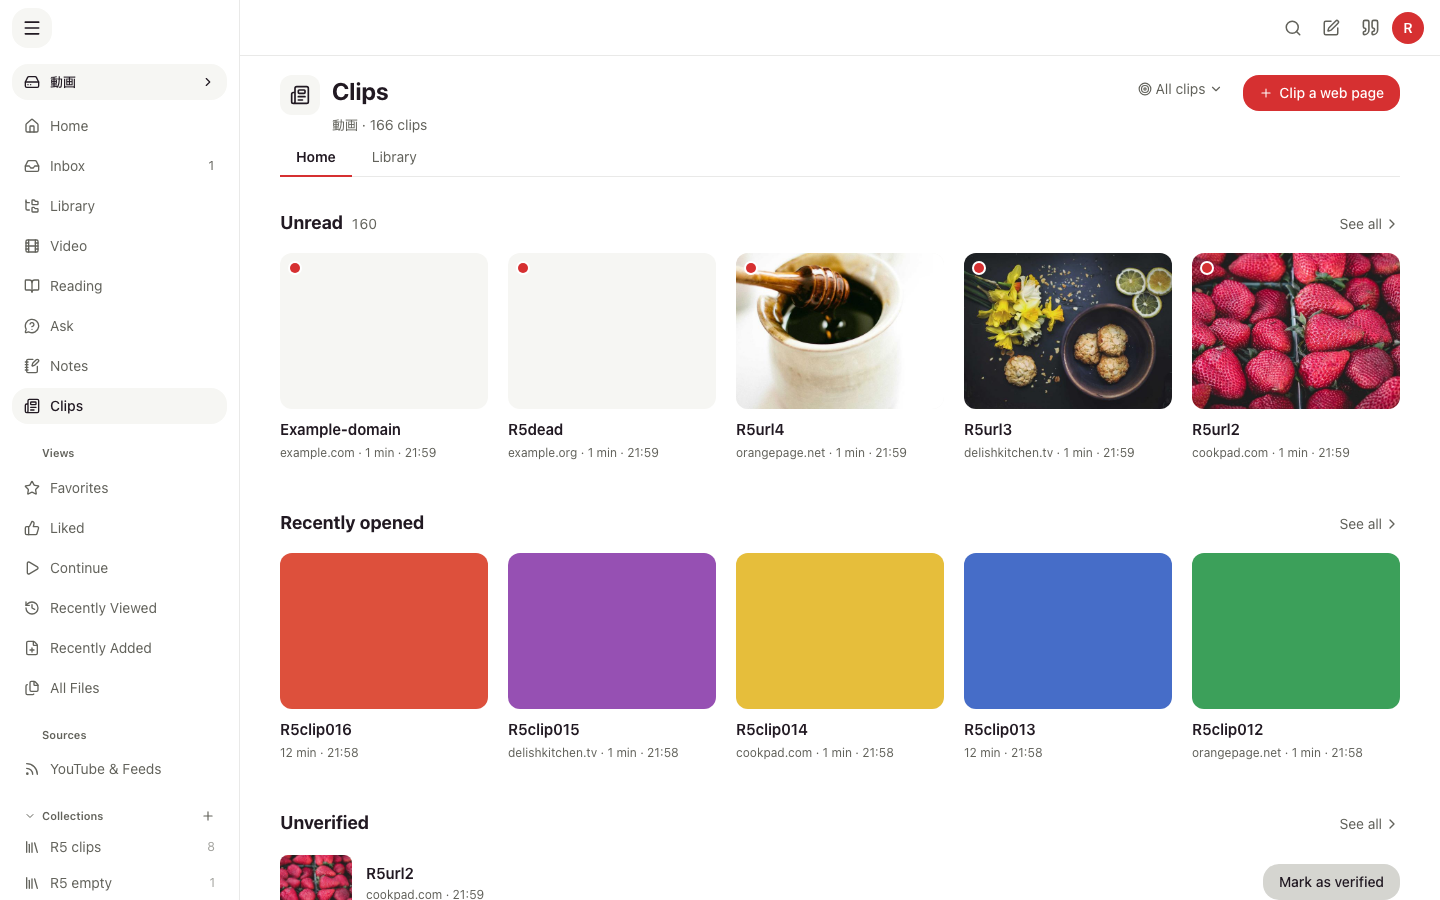 動画
Home
Inbox 1
Library
Video
Reading
Ask
Notes
Clips
Views
Favorites
Liked
Continue
Recently Viewed
Recently Added
All Files
Sources
YouTube & Feeds
Collections
R5 clips 8
R5 empty 1
R
Clips
動画 · 166 clips
All clips
Clip a web page
Home Library
Unread 160 See all
Example-domain
example.com · 1 min · 21:59
R5dead
example.org · 1 min · 21:59
R5url4
orangepage.net · 1 min · 21:59
R5url3
delishkitchen.tv · 1 min · 21:59
R5url2
cookpad.com · 1 min · 21:59
Recently opened See all
R5clip016
12 min · 21:58
R5clip015
delishkitchen.tv · 1 min · 21:58
R5clip014
cookpad.com · 1 min · 21:58
R5clip013
12 min · 21:58
R5clip012
orangepage.net · 1 min · 21:58
Unverified See all
R5url2
cookpad.com · 21:59
Mark as verified